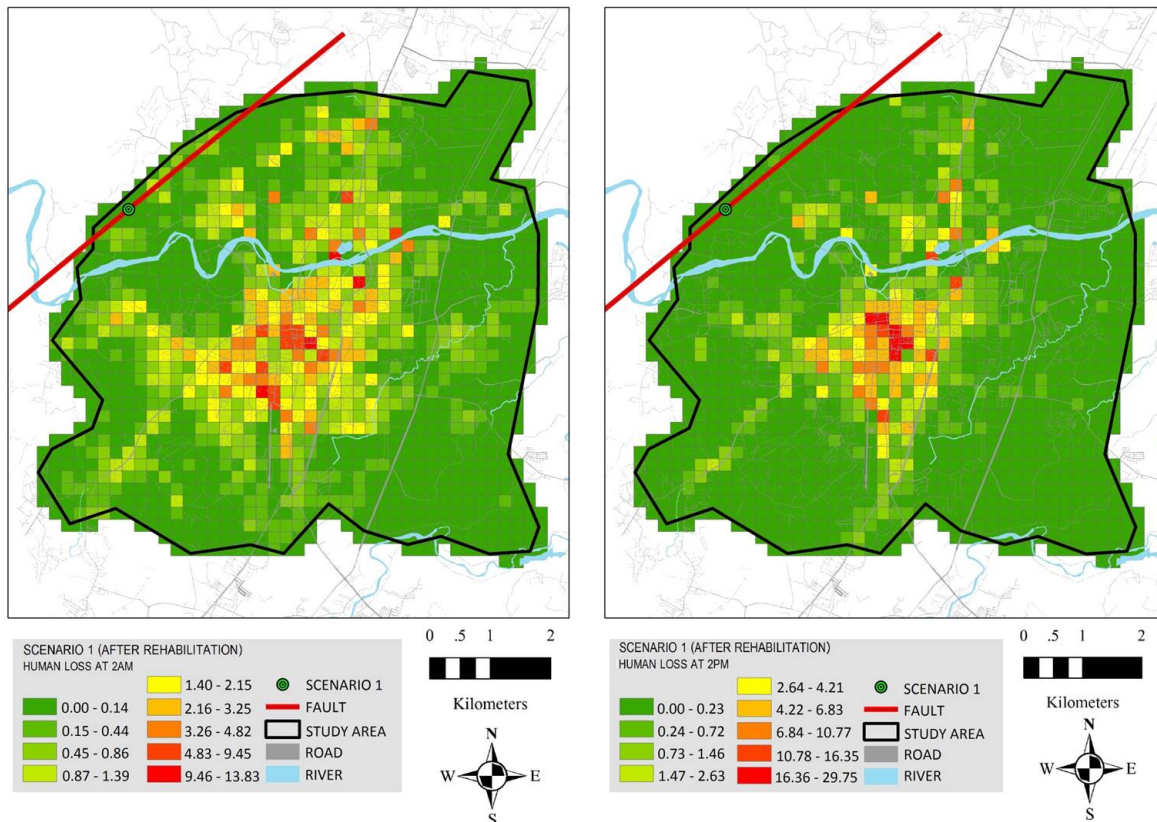 SCENARIO 1 (AFTER REHABILITATION)
HUMAN LOSS AT 2AM
0.00 - 0.14
0.15 - 0.44
0.45 - 0.86
0.87 - 1.39
1.40 - 2.15
2.16 - 3.25
3.26 - 4.82
4.83 - 9.45
9.46 - 13.83
SCENARIO 1
FAULT
STUDY AREA
ROAD
RIVER
0 .5 1 2
Kilometers
N
W E
S
SCENARIO 1 (AFTER REHABILITATION)
HUMAN LOSS AT 2PM
0.00 - 0.23
0.24 - 0.72
0.73 - 1.46
1.47 - 2.63
2.64 - 4.21
4.22 - 6.83
6.84 - 10.77
10.78 - 16.35
16.36 - 29.75
SCENARIO 1
FAULT
STUDY AREA
ROAD
RIVER
0 .5 1 2
Kilometers
N
W E
S